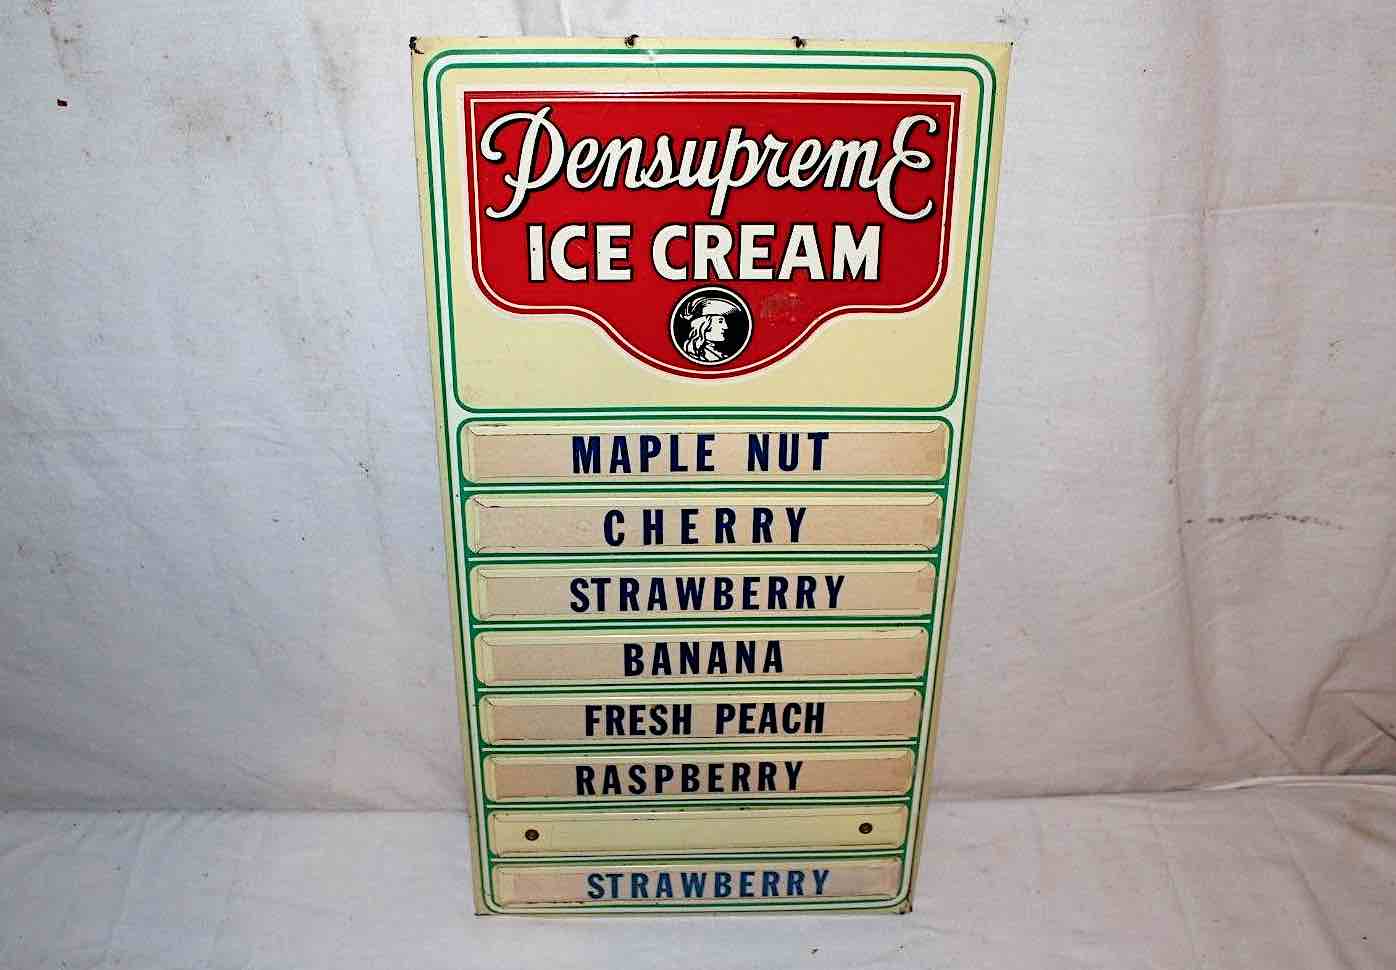 PensupremE
ICE CREAM
MAPLE NUT
CHERRY
STRAWBERRY
BANANA
FRESH PEACH
RASPBERRY
STRAWBERRY